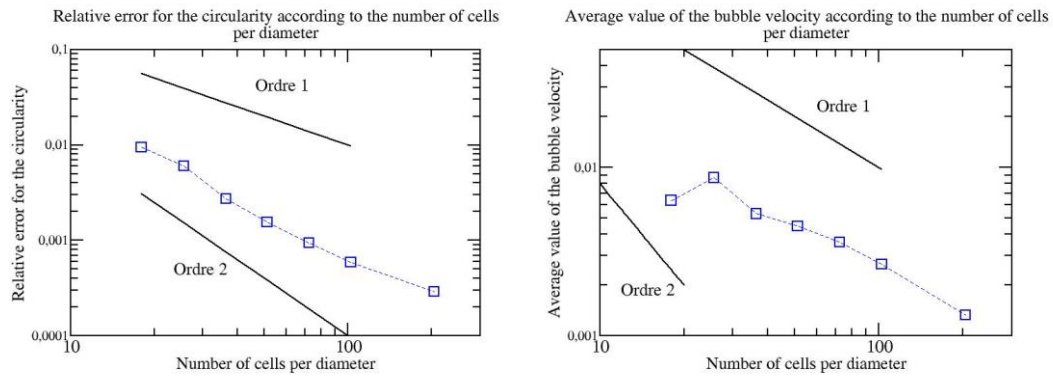 Relative error for the circularity according to the number of cells
per diameter
0,1
0,01
0,001
0,0001
10
100
Relative error for the circularity
Ordre 1
Ordre 2
Number of cells per diameter
Average value of the bubble velocity according to the number of cells
per diameter
0,01
0,001
10
100
Average value of the bubble velocity
Ordre 1
Ordre 2
Number of cells per diameter